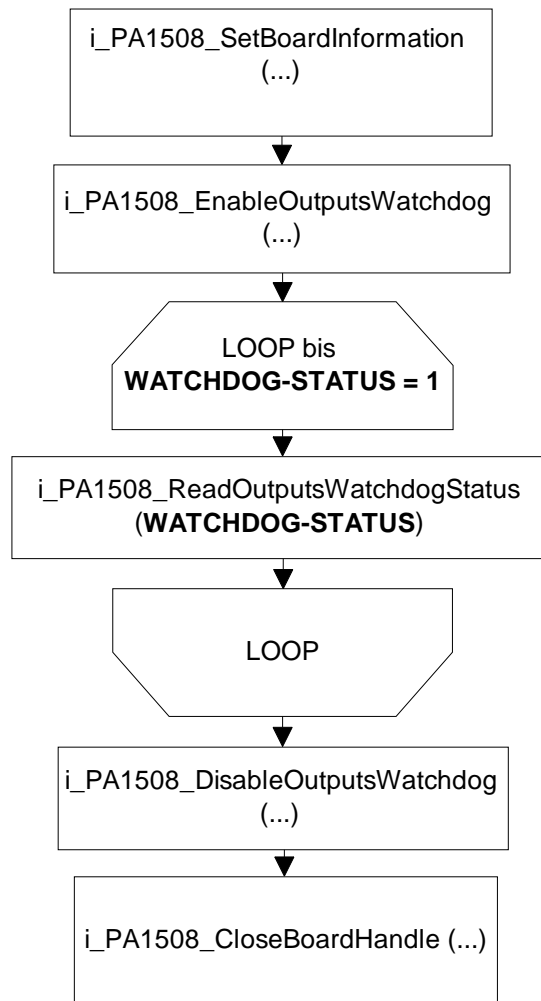 i_PA1508_SetBoardInformation
(...)
i_PA1508_EnableOutputsWatchdog
(...)
LOOP bis
WATCHDOG-STATUS = 1
i_PA1508_ReadOutputsWatchdogStatus
(WATCHDOG-STATUS)
LOOP
i_PA1508_DisableOutputsWatchdog
(...)
i_PA1508_CloseBoardHandle (...)